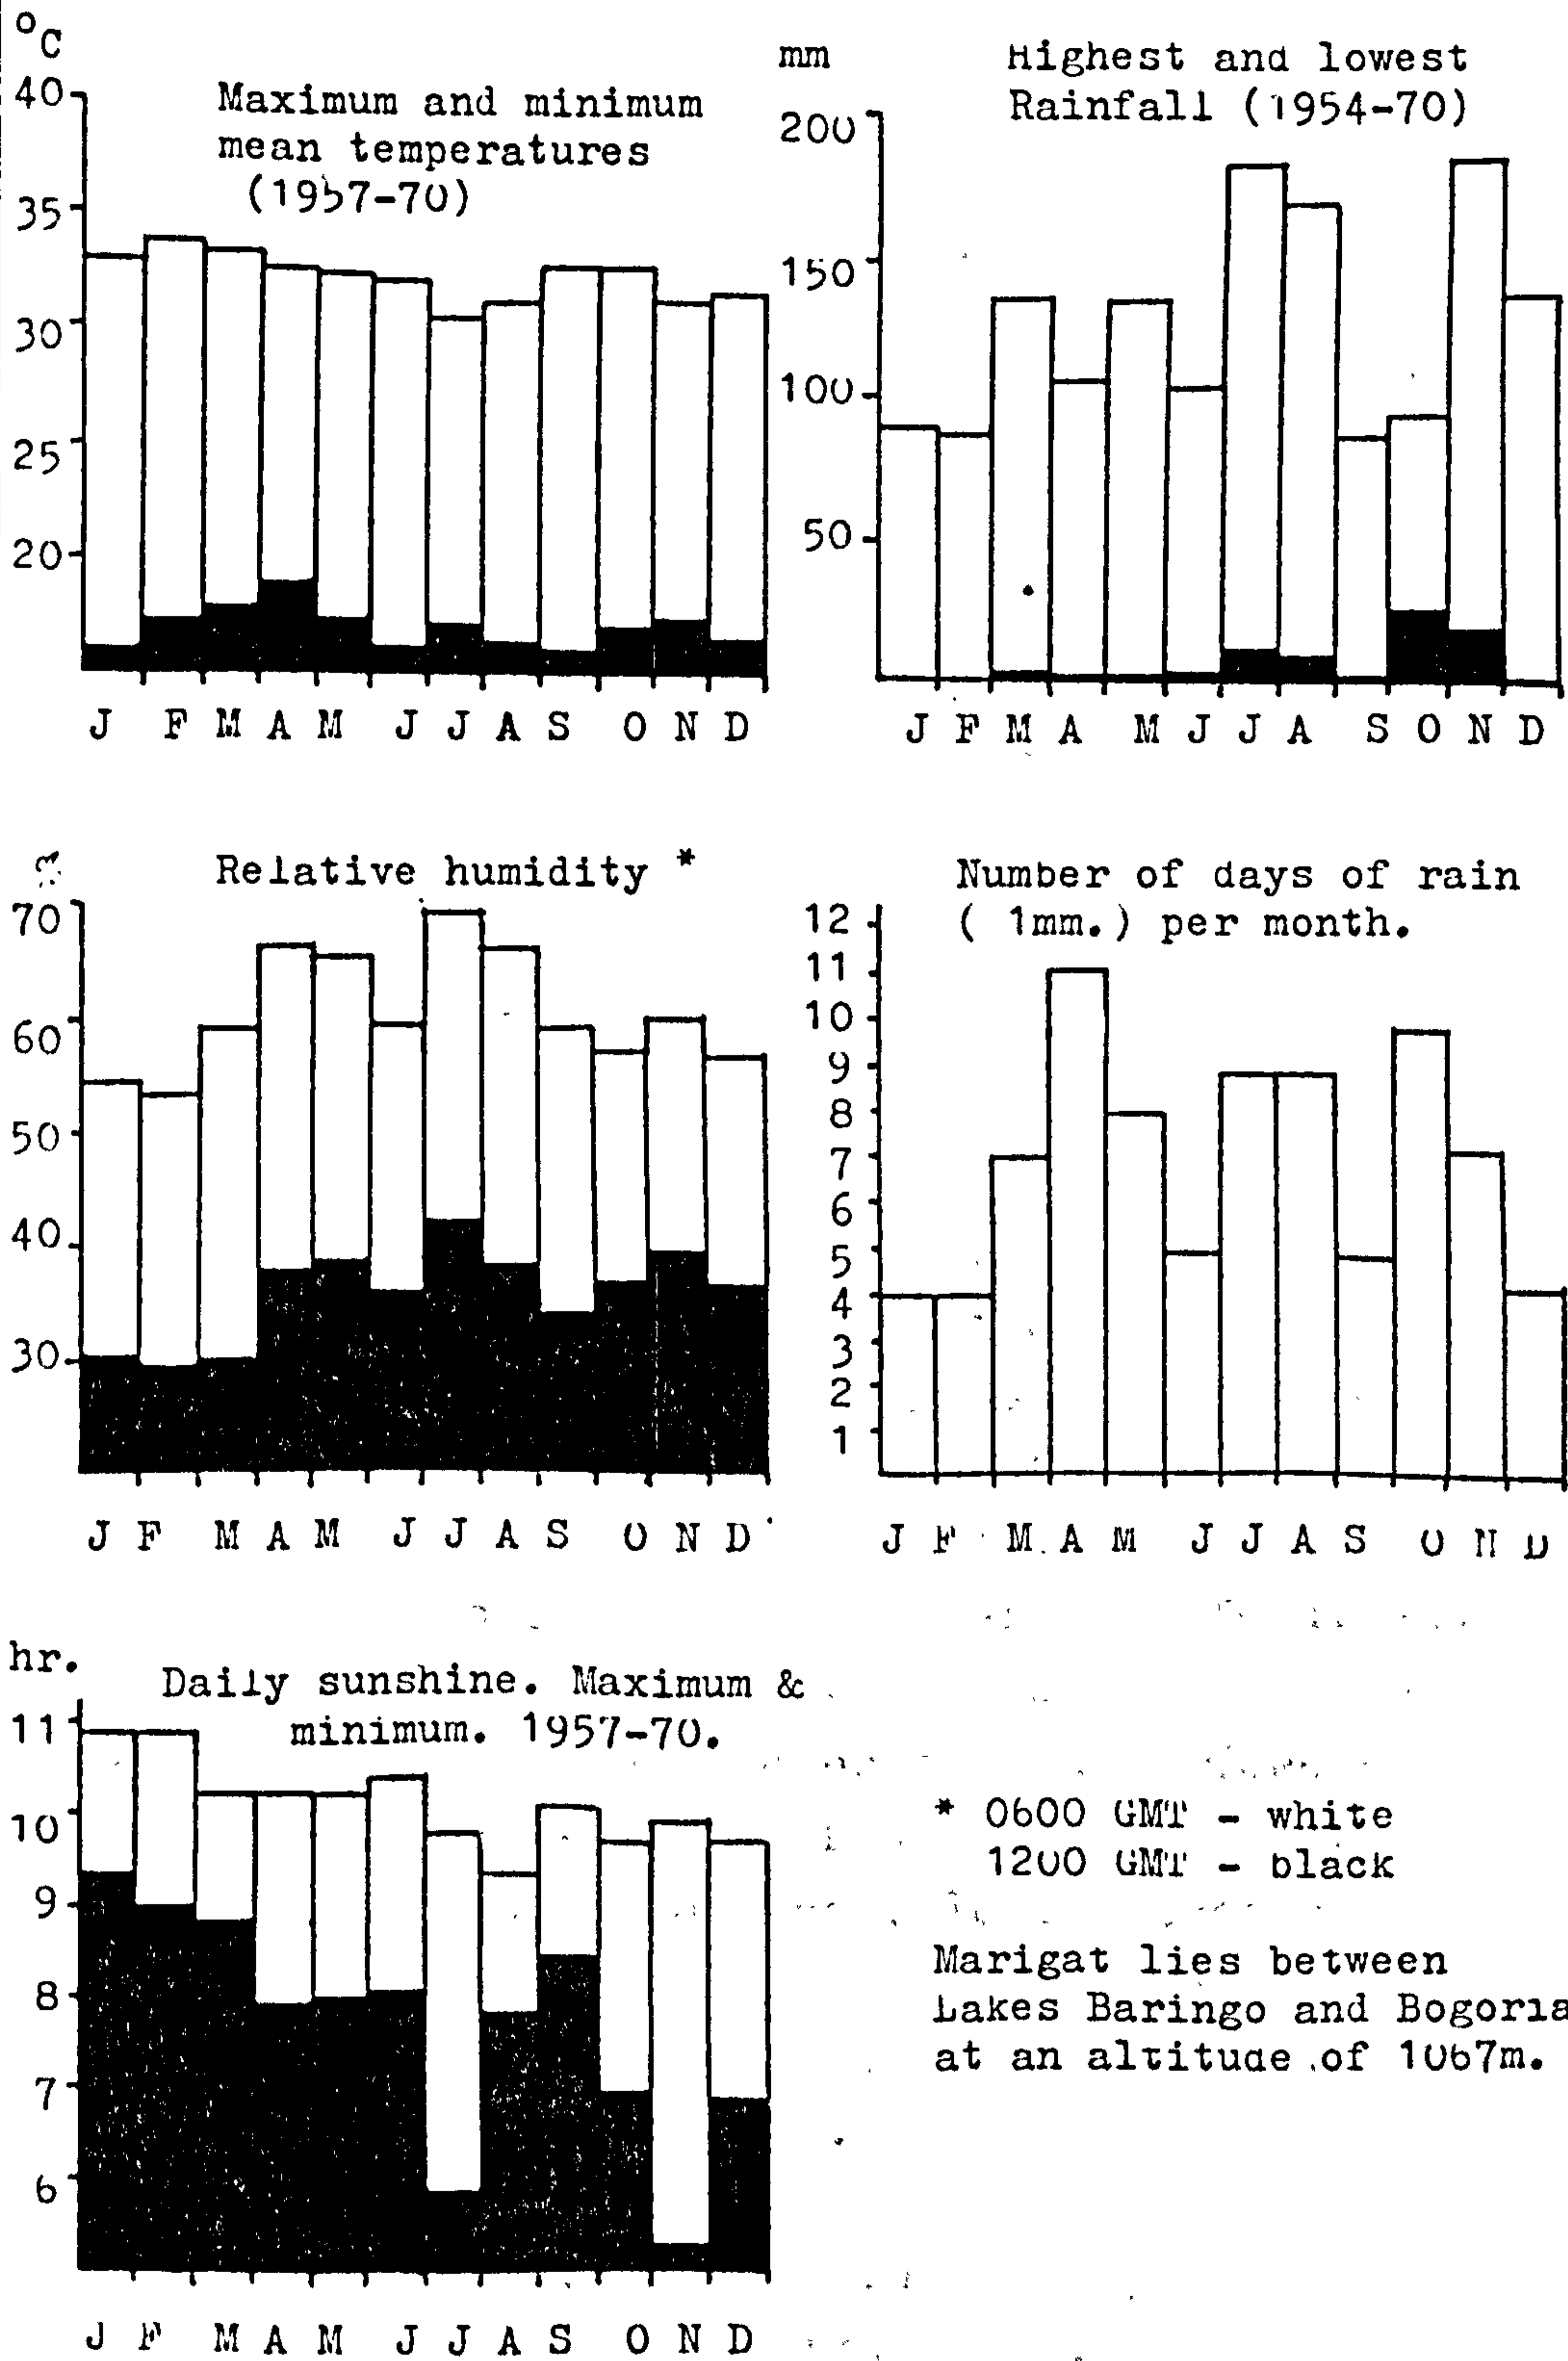 °C
Maximum and minimum
mean temperatures
(1957-70)
40
35
30
25
20
J F M A M J J A S O N D
mm
Highest and lowest
Rainfall (1954-70)
200
150
100
50
J F M A M J J A S O N D
%
Relative humidity *
70
60
50
40
30
J F M A M J J A S O N D
Number of days of rain
( 1mm.) per month.
12
11
10
9
8
7
6
5
4
3
2
1
J F M A M J J A S O N D
hr.
Daily sunshine. Maximum &
minimum. 1957-70.
11
10
9
8
7
6
J F M A M J J A S O N D
* 0600 GMT - white
1200 GMT - black
Marigat lies between
Lakes Baringo and Bogoria
at an altitude of 1067m.